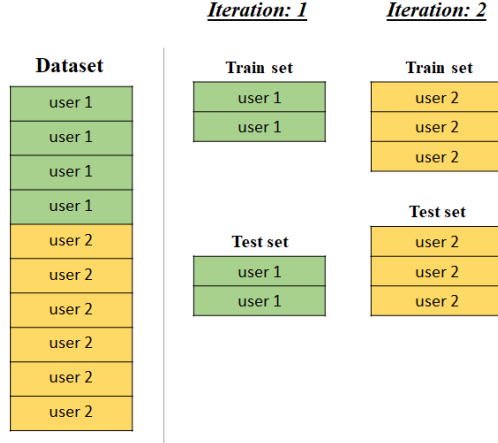 Iteration: 1
Iteration: 2
Dataset
user 1
user 1
user 1
user 1
user 2
user 2
user 2
user 2
user 2
user 2
Train set
user 1
user 1
Test set
user 1
user 1
Train set
user 2
user 2
user 2
Test set
user 2
user 2
user 2